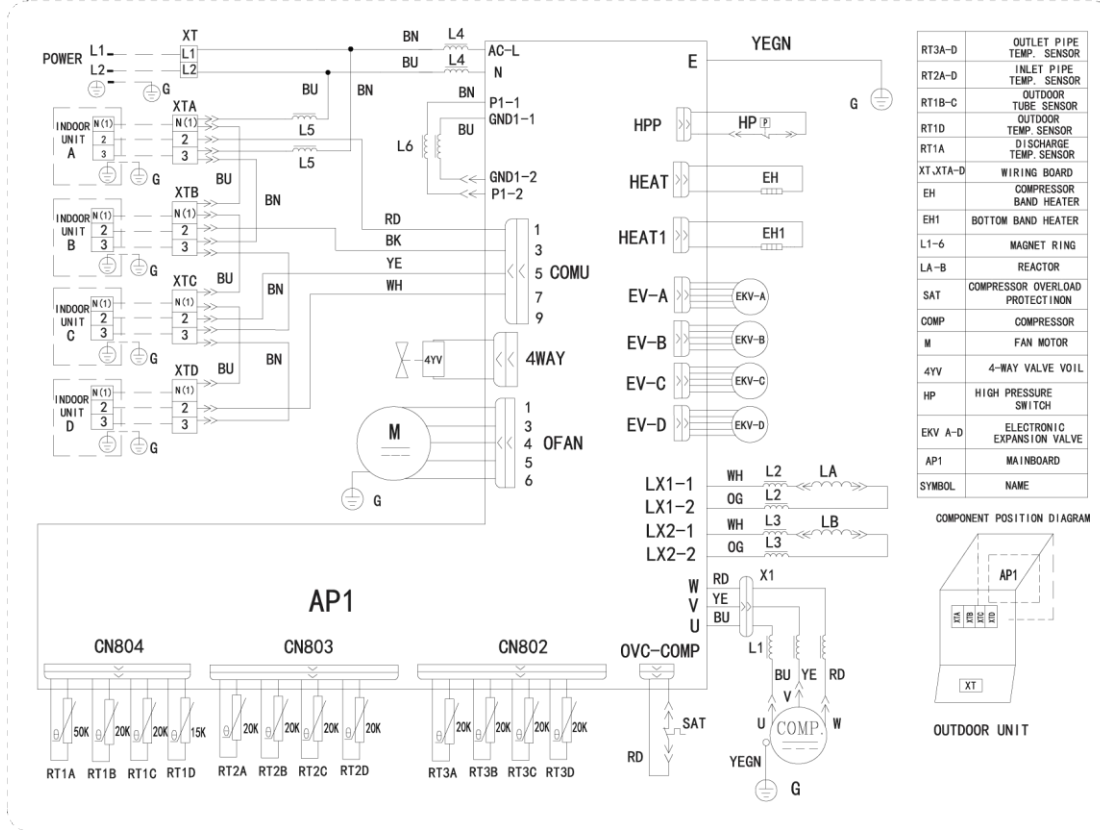 POWER L1 XT L1 BN L4 AC-L
L2 L2 BU L4 N
G
XTA BU BN
INDOOR UNIT A N(1) 2 3 G N(1) 2 3 L5 L5
BN P1-1
BU GND1-1
L6
GND1-2
P1-2
BU BN
XTB
INDOOR UNIT B N(1) 2 3 G N(1) 2 3
RD 1
BK 3
YE 5 COMU
WH 7
9
XTC BU BN
INDOOR UNIT C N(1) 2 3 G N(1) 2 3
XTD BU BN
INDOOR UNIT D N(1) 2 3 G N(1) 2 3
4YV 4WAY
M G
1
3
4 OFAN
5
6
YEGN
E G
HPP HP P
HEAT EH
HEAT1 EH1
EV-A EKV-A
EV-B EKV-B
EV-C EKV-C
EV-D EKV-D
LX1-1 WH L2 LA
LX1-2 OG L2
LX2-1 WH L3 LB
LX2-2 OG L3
W RD X1
V YE
U BU
L1
BU YE RD
V
U W
COMP.
YEGN
G
AP1
CN804 CN803 CN802 OVC-COMP
50K 20K 20K 15K 20K 20K 20K 20K 20K 20K 20K 20K SAT
θ θ θ θ θ θ θ θ θ θ θ θ
RD
RT1A RT1B RT1C RT1D RT2A RT2B RT2C RT2D RT3A RT3B RT3C RT3D
RT3A-D OUTLET PIPE
TEMP. SENSOR
RT2A-D INLET PIPE
TEMP. SENSOR
RT1B-C OUTDOOR
TUBE SENSOR
RT1D OUTDOOR
TEMP. SENSOR
RT1A DISCHARGE
TEMP. SENSOR
XT、XTA-D WIRING BOARD
EH COMPRESSOR
BAND HEATER
EH1 BOTTOM BAND HEATER
L1-6 MAGNET RING
LA-B REACTOR
SAT COMPRESSOR OVERLOAD
PROTECTINON
COMP COMPRESSOR
M FAN MOTOR
4YV 4-WAY VALVE VOIL
HP HIGH PRESSURE
SWITCH
EKV A-D ELECTRONIC
EXPANSION VALVE
AP1 MAINBOARD
SYMBOL NAME
COMPONENT POSITION DIAGRAM
AP1
XTA XTB XTC XTD
XT
OUTDOOR UNIT